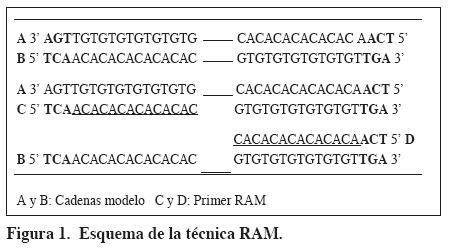 A 3’ AGTTGTGTGTGTGTGTG CACACACACACAC AACT 5’
B 5’ TCAACACACACACACAC GTGTGTGTGTGTGTTGA 3’
A 3’ AGTTGTGTGTGTGTGTG CACACACACACACAACT 5’
C 5’ TCAACACACACACACAC GTGTGTGTGTGTGTTGA 3’
CACACACACACACAACT 5’ D
B 5’ TCAACACACACACACAC GTGTGTGTGTGTGTTGA 3’
A y B: Cadenas modelo C y D: Primer RAM
Figura 1. Esquema de la técnica RAM.